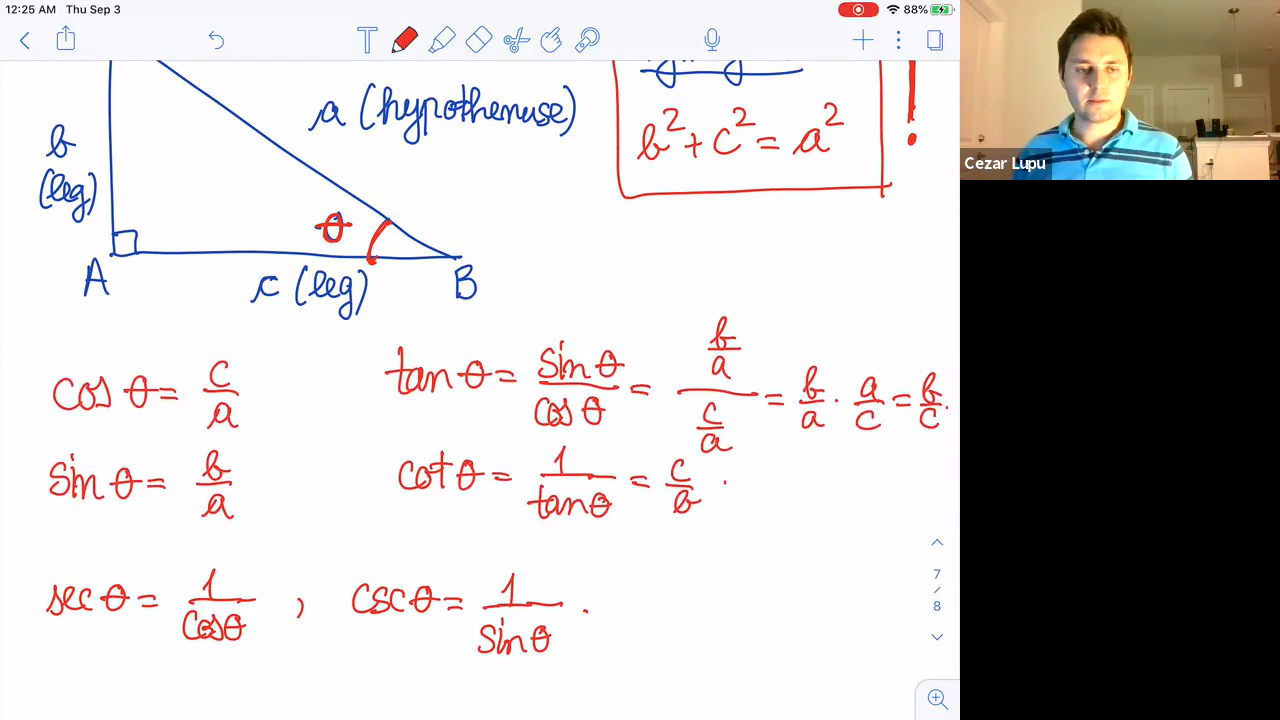 12:25 AM Thu Sep 3
88%
Cezar Lupu
a (hypothenuse)
b
(leg)
b² + c² = a²
!
θ
A
c (leg)
B
cos θ = c/a
tan θ = sin θ/cos θ = (b/a)/(c/a) = b/a · a/c = b/c .
sin θ = b/a
cot θ = 1/tan θ = c/b .
sec θ = 1/cos θ , csc θ = 1/sin θ .
7
/
8